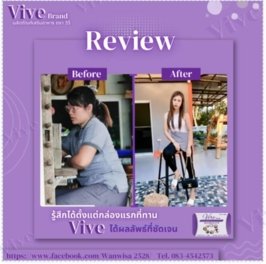 Vive Brand
Review
Before
After
รู้สึกได้ตั้งแต่กล่องแรกที่ทาน
Vive ได้ผลลัพธ์ที่ชัดเจน
https://www.facebook.com/Wanwisa 2528/ Tel. 083-4542573